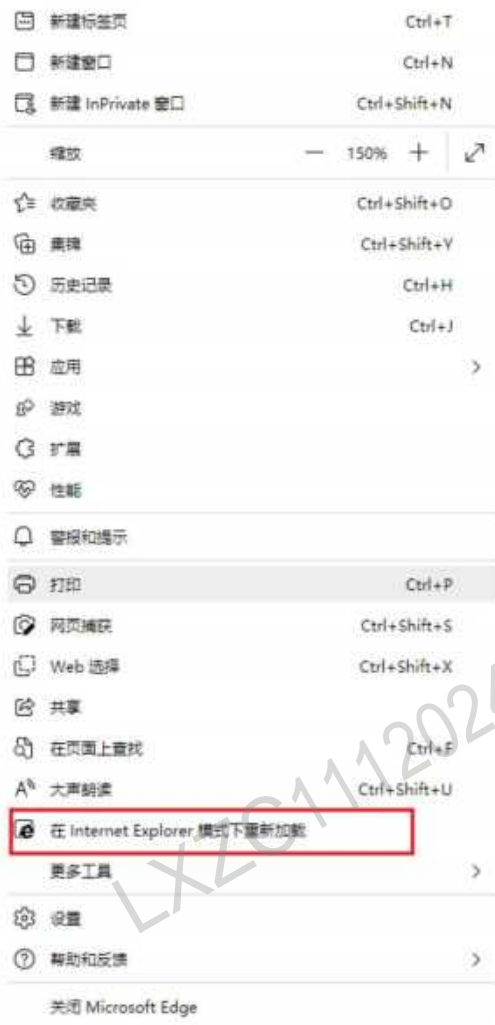 新建标签页 Ctrl+T
新建窗口 Ctrl+N
新建 InPrivate 窗口 Ctrl+Shift+N
缩放 — 150% +
收藏夹 Ctrl+Shift+O
集锦 Ctrl+Shift+Y
历史记录 Ctrl+H
下载 Ctrl+J
应用
游戏
扩展
性能
警报和提示
打印 Ctrl+P
网页捕获 Ctrl+Shift+S
Web 选择 Ctrl+Shift+X
共享
在页面上查找 Ctrl+F
大声朗读 Ctrl+Shift+U
在 Internet Explorer 模式下重新加载
更多工具
设置
帮助和反馈
关闭 Microsoft Edge
LXZC1112024